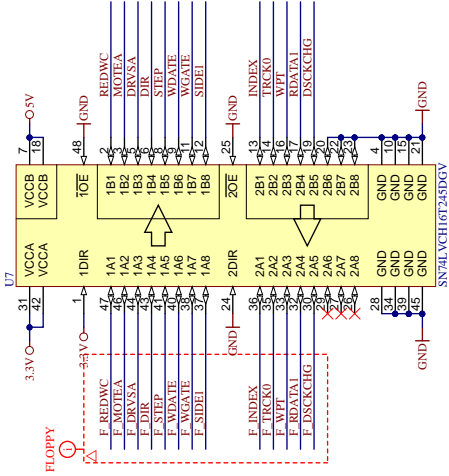 REDWC
MOTEA
DRVSA
DIR
STEP
WDATE
WGATE
SIDE1
INDEX
TRCK0
WPT
RDATA1
DSCKCHG
5V
GND
GND
GND
7
18
48
2
3
5
6
8
9
11
12
25
13
14
16
17
19
20
22
23
4
10
15
21
VCCB
VCCB
1OE
1B1
1B2
1B3
1B4
1B5
1B6
1B7
1B8
2OE
2B1
2B2
2B3
2B4
2B5
2B6
2B7
2B8
GND
GND
GND
GND
U7
VCCA
VCCA
1DIR
1A1
1A2
1A3
1A4
1A5
1A6
1A7
1A8
2DIR
2A1
2A2
2A3
2A4
2A5
2A6
2A7
2A8
GND
GND
GND
GND
SN74LVCH16T245DGV
31
42
1
47
46
44
43
41
40
38
37
24
36
35
33
32
30
29
27
26
28
34
39
45
3.3V
3.3V
GND
GND
F_REDWC
F_MOTEA
F_DRVSA
F_DIR
F_STEP
F_WDATE
F_WGATE
F_SIDE1
F_INDEX
F_TRCK0
F_WPT
F_RDATA1
F_DSKCHG
FLOPPY
i